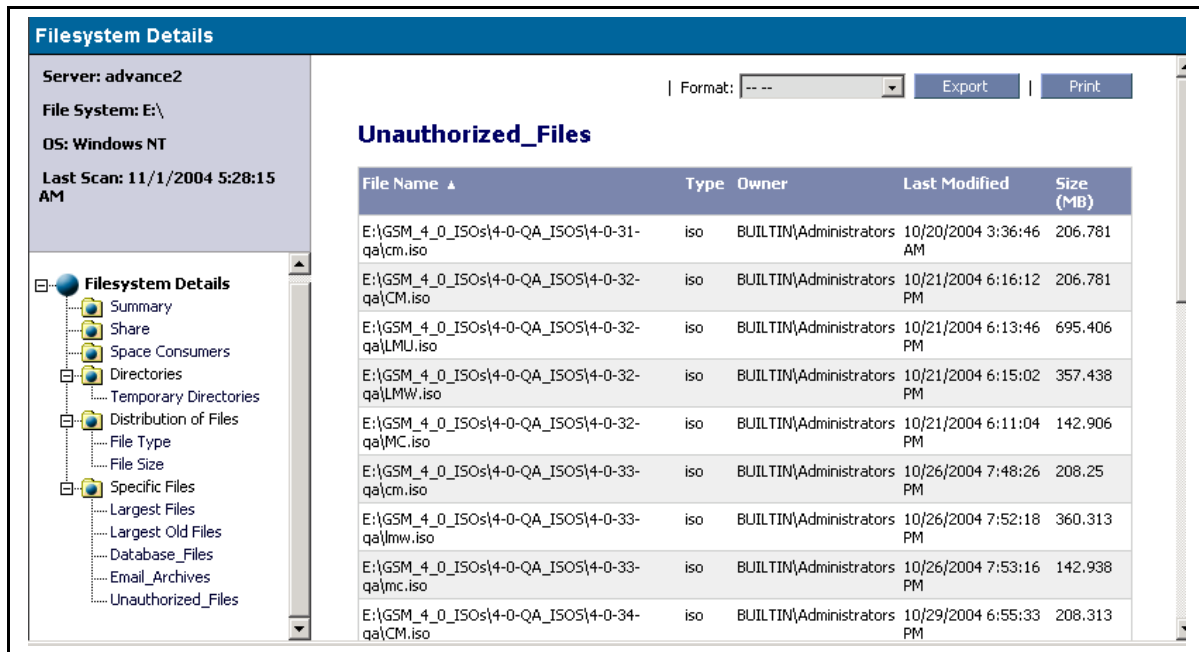 Filesystem Details
Server: advance2
File System: E:\
OS: Windows NT
Last Scan: 11/1/2004 5:28:15
AM
Filesystem Details
Summary
Share
Space Consumers
Directories
Temporary Directories
Distribution of Files
File Type
File Size
Specific Files
Largest Files
Largest Old Files
Database_Files
Email_Archives
Unauthorized_Files
| Format: -- -- Export | Print
Unauthorized_Files
File Name ▲ Type Owner Last Modified Size
(MB)
E:\GSM_4_0_ISOs\4-0-QA_ISOS\4-0-31- iso BUILTIN\Administrators 10/20/2004 3:36:46 206.781
qa\cm.iso AM
E:\GSM_4_0_ISOs\4-0-QA_ISOS\4-0-32- iso BUILTIN\Administrators 10/21/2004 6:16:12 206.781
qa\CM.iso PM
E:\GSM_4_0_ISOs\4-0-QA_ISOS\4-0-32- iso BUILTIN\Administrators 10/21/2004 6:13:46 695.406
qa\LMU.iso PM
E:\GSM_4_0_ISOs\4-0-QA_ISOS\4-0-32- iso BUILTIN\Administrators 10/21/2004 6:15:02 357.438
qa\LMW.iso PM
E:\GSM_4_0_ISOs\4-0-QA_ISOS\4-0-32- iso BUILTIN\Administrators 10/21/2004 6:11:04 142.906
qa\MC.iso PM
E:\GSM_4_0_ISOs\4-0-QA_ISOS\4-0-33- iso BUILTIN\Administrators 10/26/2004 7:48:26 208.25
qa\cm.iso PM
E:\GSM_4_0_ISOs\4-0-QA_ISOS\4-0-33- iso BUILTIN\Administrators 10/26/2004 7:52:18 360.313
qa\lmw.iso PM
E:\GSM_4_0_ISOs\4-0-QA_ISOS\4-0-33- iso BUILTIN\Administrators 10/26/2004 7:53:16 142.938
qa\mc.iso PM
E:\GSM_4_0_ISOs\4-0-QA_ISOS\4-0-34- iso BUILTIN\Administrators 10/29/2004 6:55:33 208.313
qa\CM.iso PM